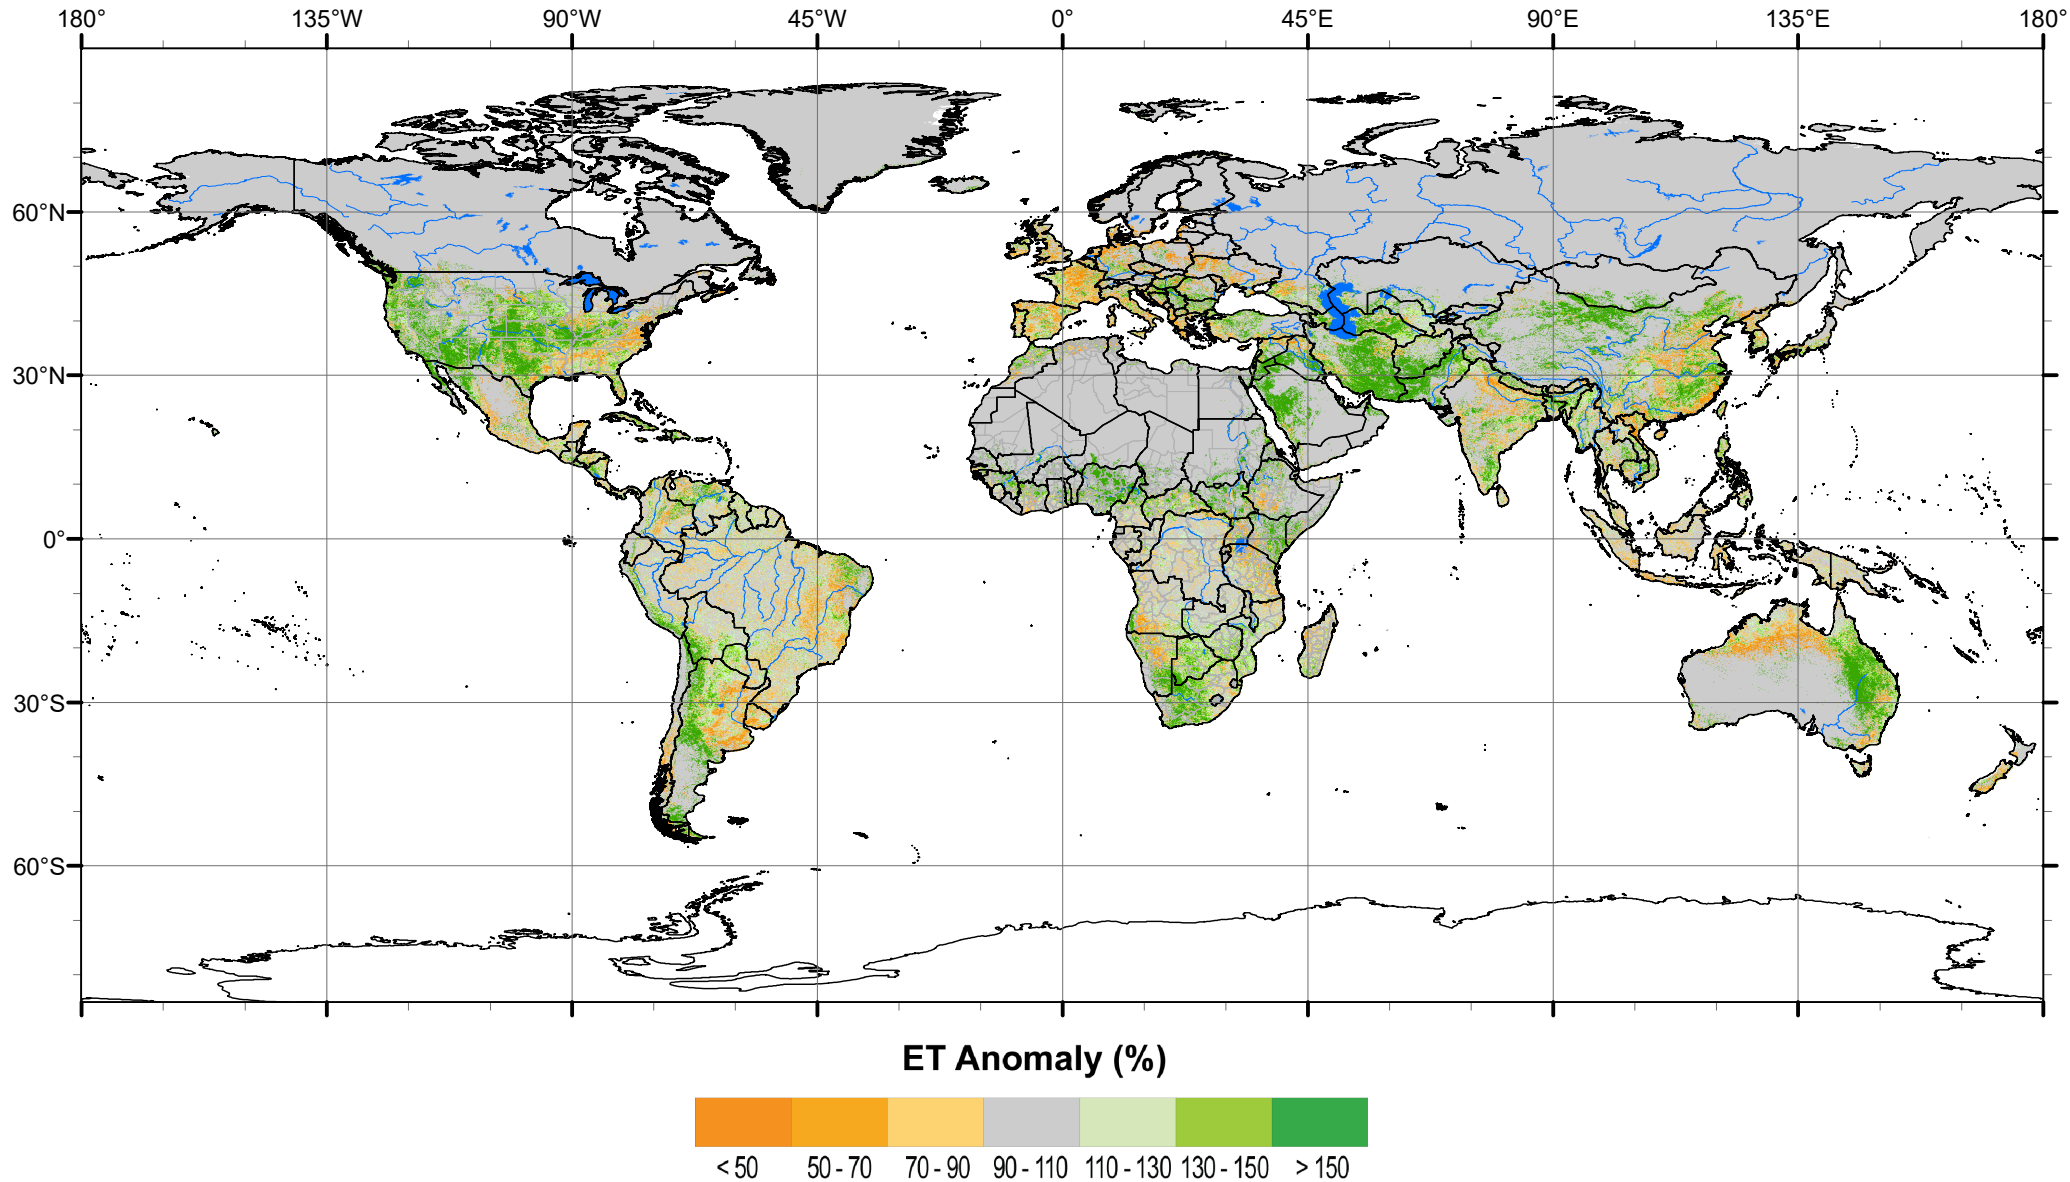 180° 135°W 90°W 45°W 0° 45°E 90°E 135°E 180°
60°N
30°N
0°
30°S
60°S
ET Anomaly (%)
< 50 50 - 70 70 - 90 90 - 110 110 - 130 130 - 150 > 150